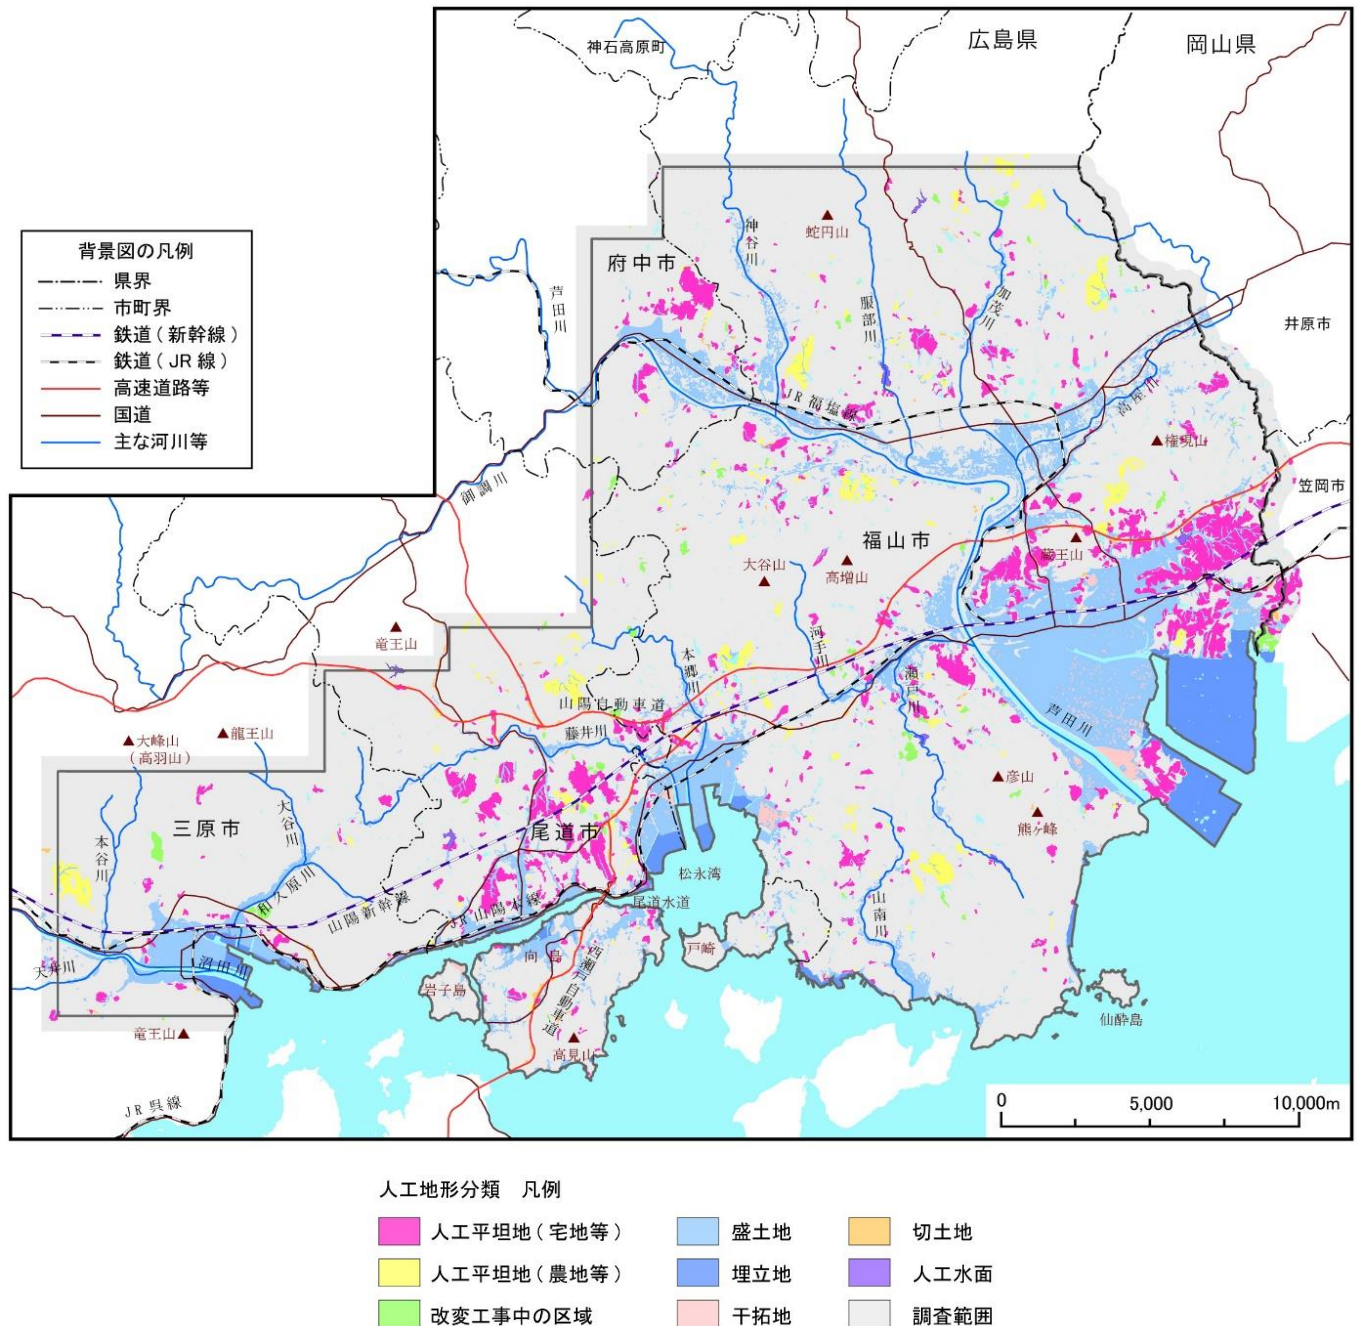 神石高原町
広島県
岡山県
背景図の凡例
県界
市町界
鉄道(新幹線)
鉄道(JR線)
高速道路等
国道
主な河川等
蛇円山
神谷川
府中市
芦田川
服部川
加茂川
井原市
JR福塩線
高屋川
権現山
御調川
笠岡市
福山市
蔵王山
大谷山
高増山
竜王山
河手川
本郷川
瀬戸川
山陽自動車道
藤井川
芦田川
大峰山
(高羽山)
龍王山
彦山
熊ヶ峰
大谷川
三原市
本谷川
尾道市
松永湾
和久原川
山陽新幹線
JR山陽本線
尾道水道
山南川
戸崎
向島
西瀬戸自動車道
天井川
沼田川
岩子島
仙酔島
竜王山
高見山
JR呉線
0 5,000 10,000m
人工地形分類 凡例
人工平坦地(宅地等) 盛土地 切土地
人工平坦地(農地等) 埋立地 人工水面
改変工事中の区域 干拓地 調査範囲